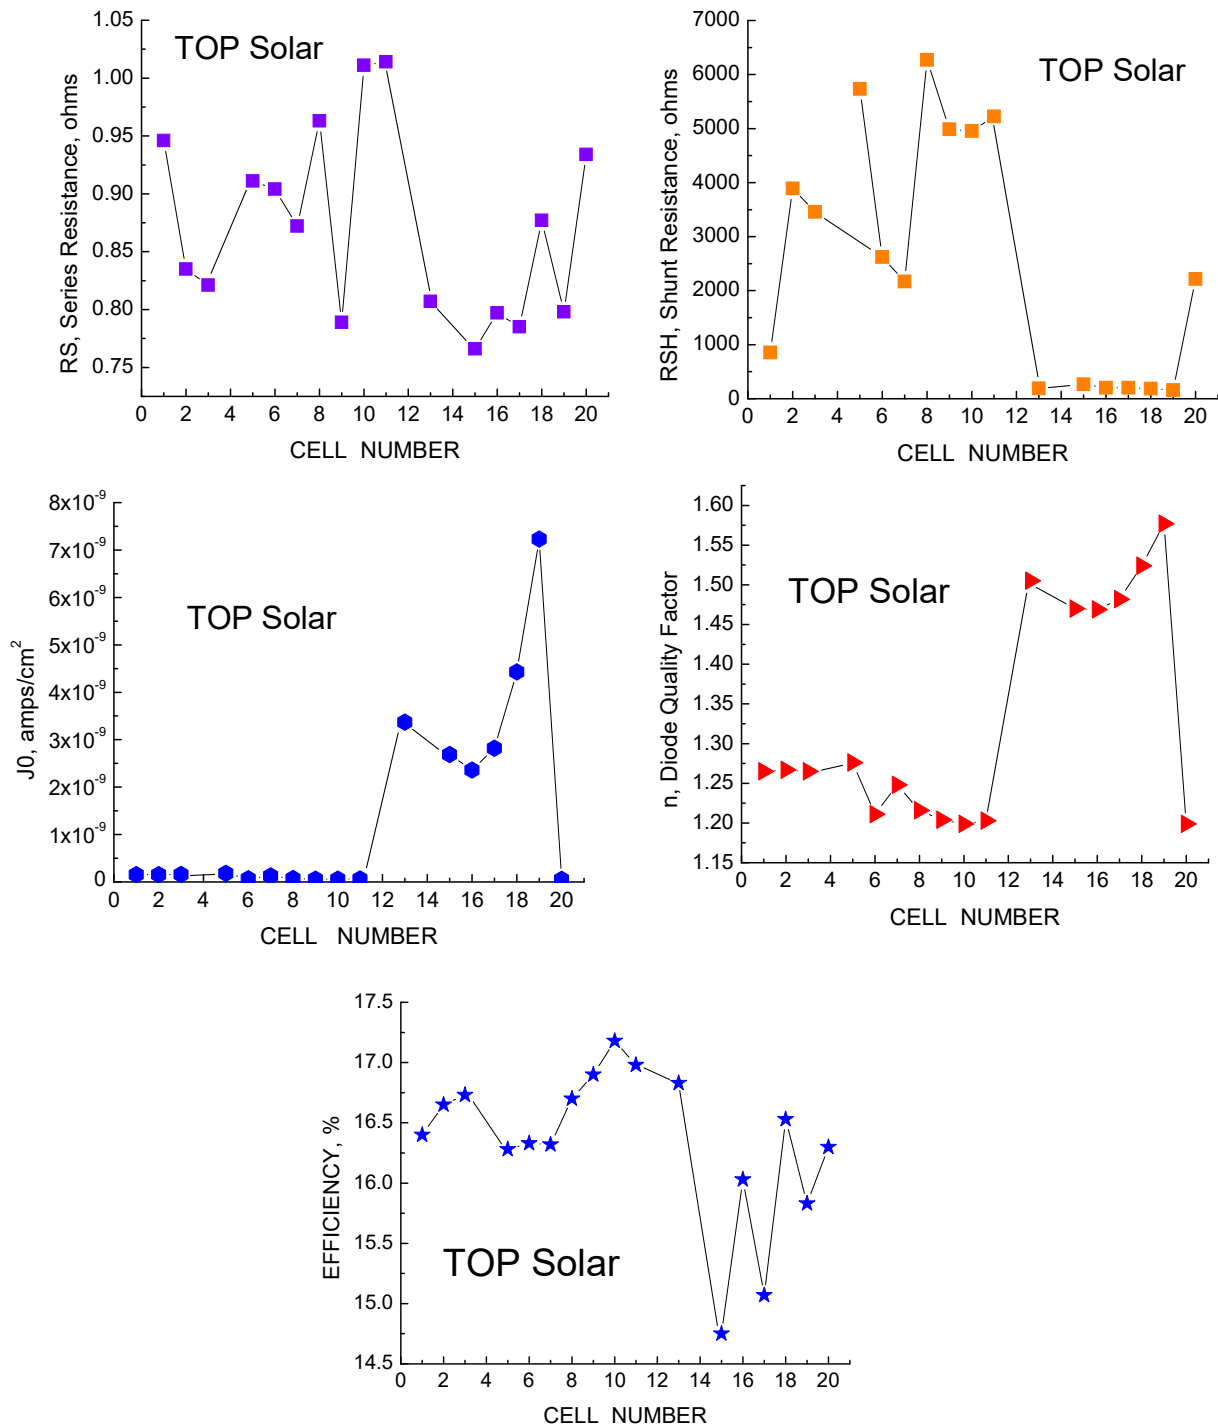 1.05
1.00
0.95
0.90
0.85
0.80
0.75
RS, Series Resistance, ohms
TOP Solar
0 2 4 6 8 10 12 14 16 18 20
CELL NUMBER
7000
6000
5000
4000
3000
2000
1000
0
RSH, Shunt Resistance, ohms
TOP Solar
0 2 4 6 8 10 12 14 16 18 20
CELL NUMBER
8x10⁻⁹
7x10⁻⁹
6x10⁻⁹
5x10⁻⁹
4x10⁻⁹
3x10⁻⁹
2x10⁻⁹
1x10⁻⁹
0
J0, amps/cm²
TOP Solar
0 2 4 6 8 10 12 14 16 18 20
CELL NUMBER
1.60
1.55
1.50
1.45
1.40
1.35
1.30
1.25
1.20
1.15
n, Diode Quality Factor
TOP Solar
0 2 4 6 8 10 12 14 16 18 20
CELL NUMBER
17.5
17.0
16.5
16.0
15.5
15.0
14.5
EFFICIENCY, %
TOP Solar
0 2 4 6 8 10 12 14 16 18 20
CELL NUMBER